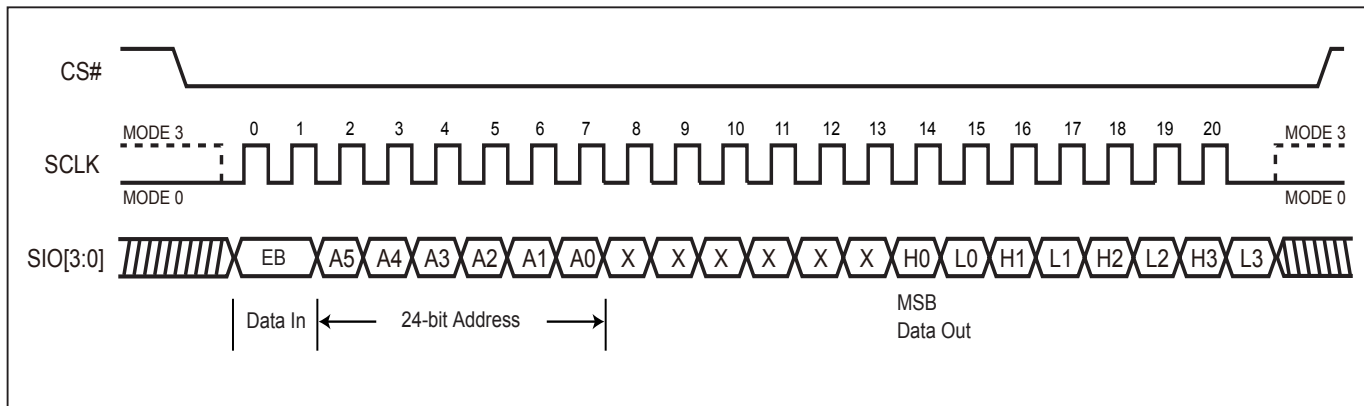 CS#
MODE 3
0 1 2 3 4 5 6 7 8 9 10 11 12 13 14 15 16 17 18 19 20
MODE 3
SCLK
MODE 0
MODE 0
SIO[3:0]
EB A5 A4 A3 A2 A1 A0 X X X X X X H0 L0 H1 L1 H2 L2 H3 L3
Data In
24-bit Address
MSB
Data Out